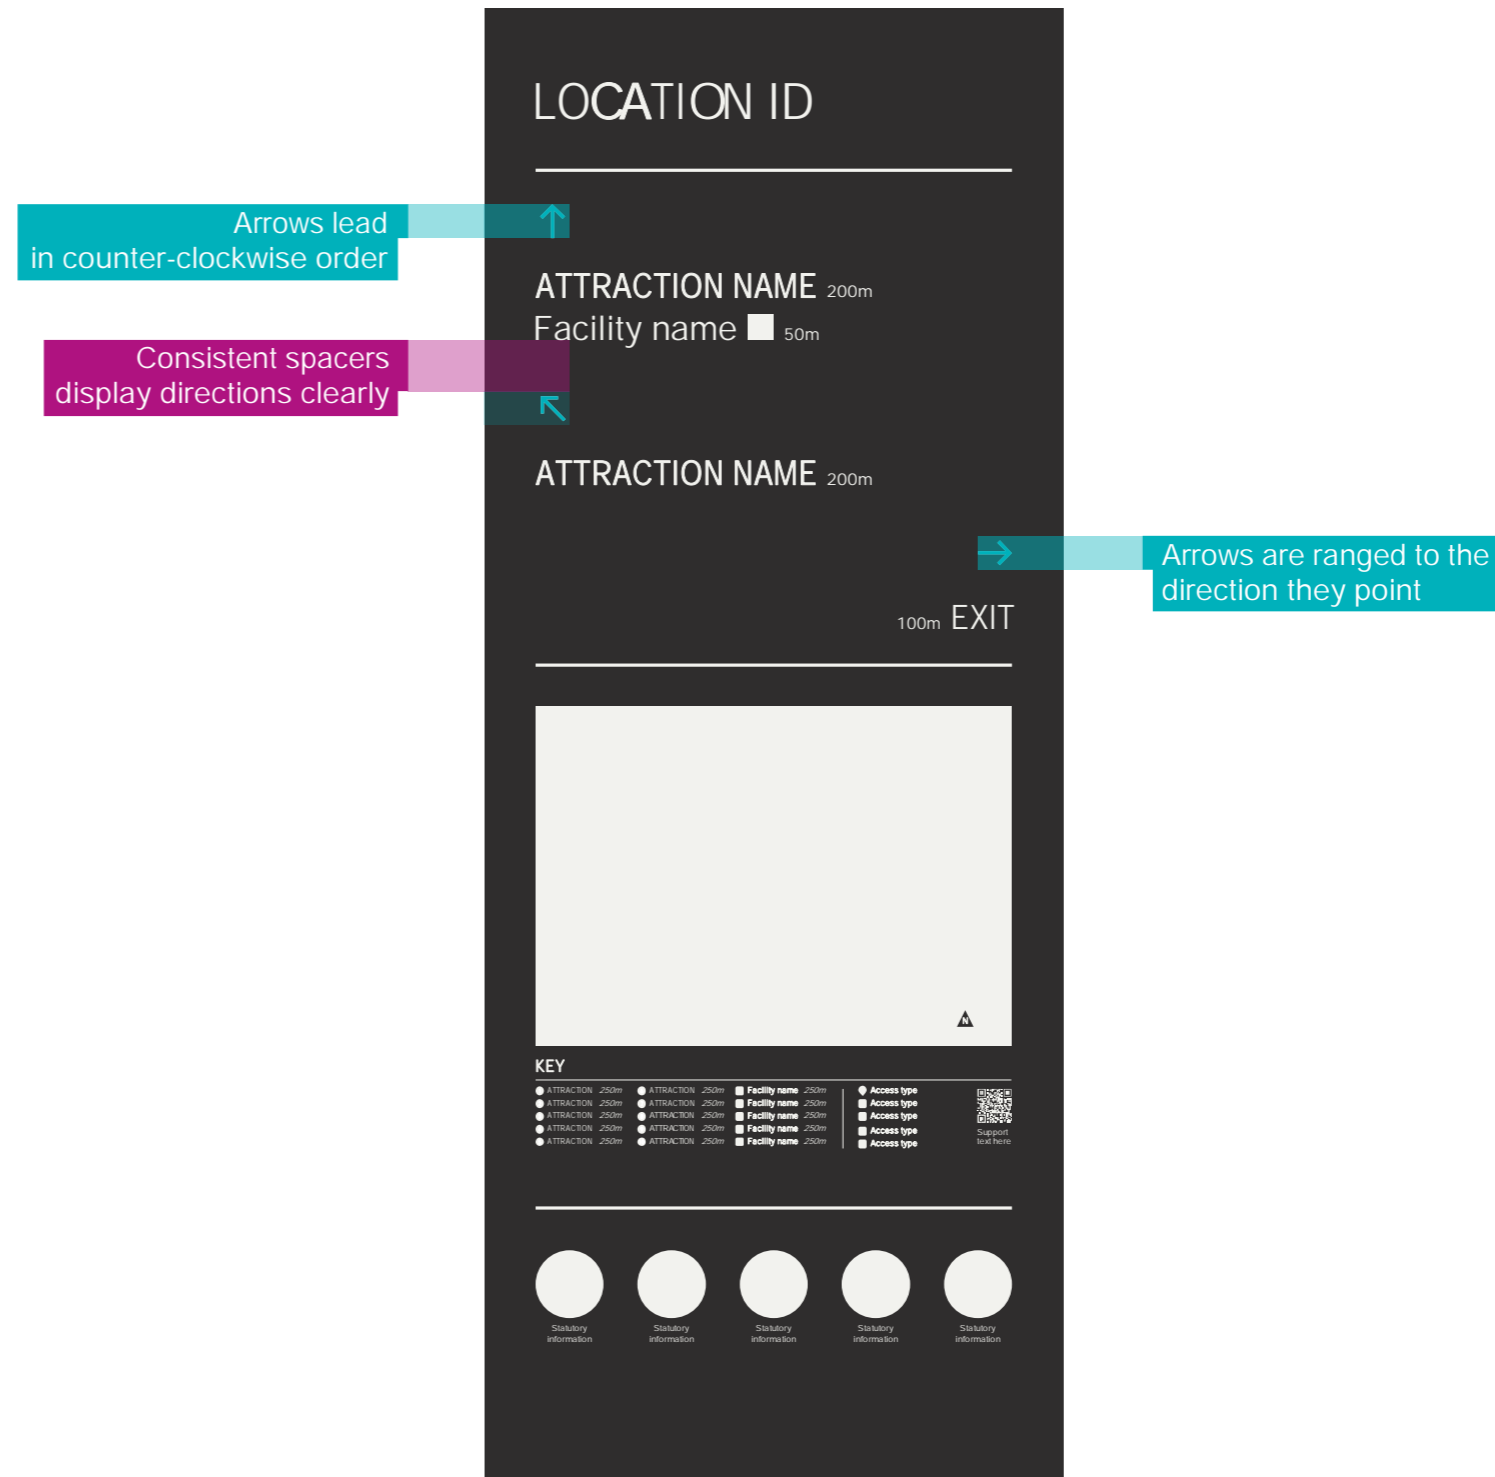 LOCATION ID
Arrows lead
in counter-clockwise order
ATTRACTION NAME 200m
Facility name 50m
Consistent spacers
display directions clearly
ATTRACTION NAME 200m
Arrows are ranged to the
direction they point
100m EXIT
N
KEY
ATTRACTION 250m ATTRACTION 250m Facility name 250m Access type
ATTRACTION 250m ATTRACTION 250m Facility name 250m Access type
ATTRACTION 250m ATTRACTION 250m Facility name 250m Access type
ATTRACTION 250m ATTRACTION 250m Facility name 250m Access type
ATTRACTION 250m ATTRACTION 250m Facility name 250m Access type
Support
text here
Statutory
information
Statutory
information
Statutory
information
Statutory
information
Statutory
information